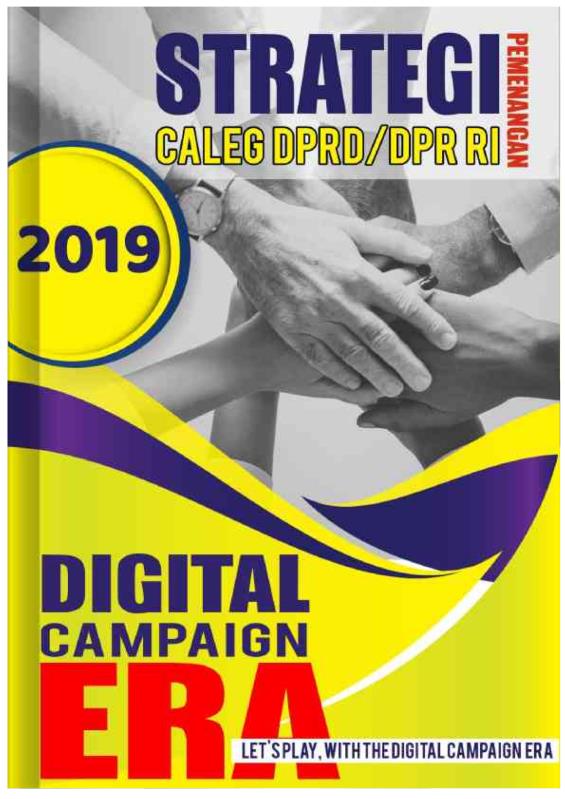 STRATEGI
PEMENANGAN
CALEG DPRD/DPR RI
2019
DIGITAL
CAMPAIGN
ERA
LET'S PLAY, WITH THE DIGITAL CAMPAIGN ERA